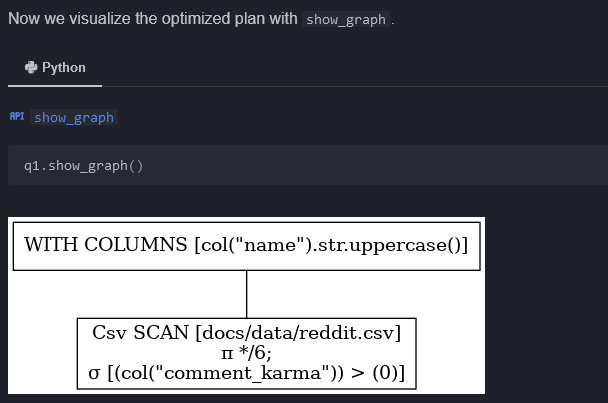 Now we visualize the optimized plan with show_graph.
Python
API show_graph
q1.show_graph()
WITH COLUMNS [col("name").str.uppercase()]
Csv SCAN [docs/data/reddit.csv]
π */6;
σ [(col("comment_karma")) > (0)]